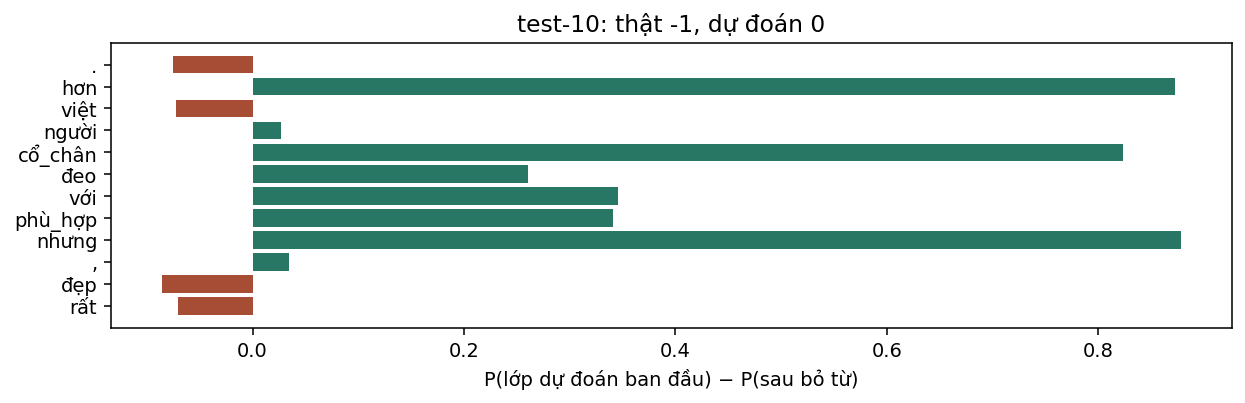 test-10: thật -1, dự đoán 0
.
hơn
việt
người
cổ_chân
đeo
với
phù_hợp
nhưng
,
đẹp
rất
0.0 0.2 0.4 0.6 0.8
P(lớp dự đoán ban đầu) − P(sau bỏ từ)